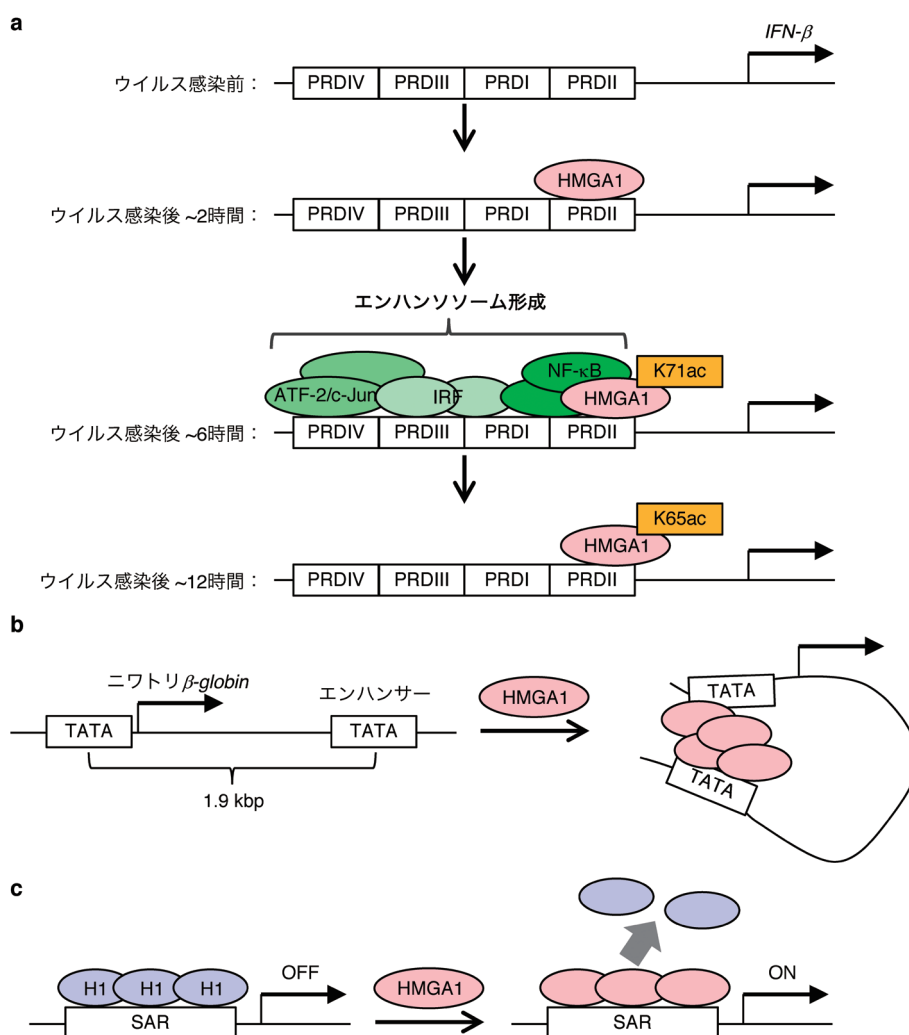 a
IFN-β
ウイルス感染前：
PRDIV PRDIII PRDI PRDII
HMGA1
ウイルス感染後 ~2時間：
PRDIV PRDIII PRDI PRDII
エンハンソソーム形成
NF-κB
K71ac
ATF-2/c-Jun IRF HMGA1
ウイルス感染後 ~6時間：
PRDIV PRDIII PRDI PRDII
K65ac
HMGA1
ウイルス感染後 ~12時間：
PRDIV PRDIII PRDI PRDII
b
ニワトリβ-globin エンハンサー
TATA TATA
1.9 kbp
HMGA1
TATA
TATA
c
H1 H1 H1
OFF
SAR
HMGA1
ON
SAR